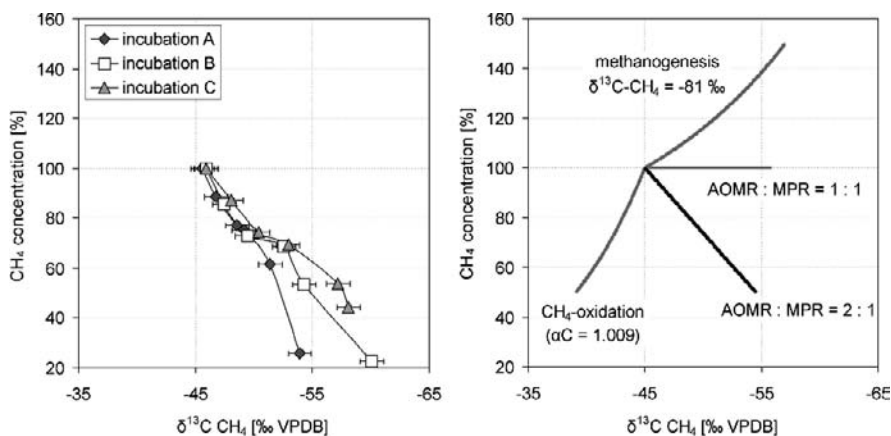 160
140
120
100
80
60
40
20
CH₄ concentration [%]
incubation A
incubation B
incubation C
-35
-45
-55
-65
δ¹³C CH₄ [‰ VPDB]
160
140
120
100
80
60
40
20
CH₄ concentration [%]
methanogenesis
δ¹³C-CH₄ = -81 ‰
AOMR : MPR = 1 : 1
CH₄-oxidation
(αC = 1.009)
AOMR : MPR = 2 : 1
-35
-45
-55
-65
δ¹³C CH₄ [‰ VPDB]